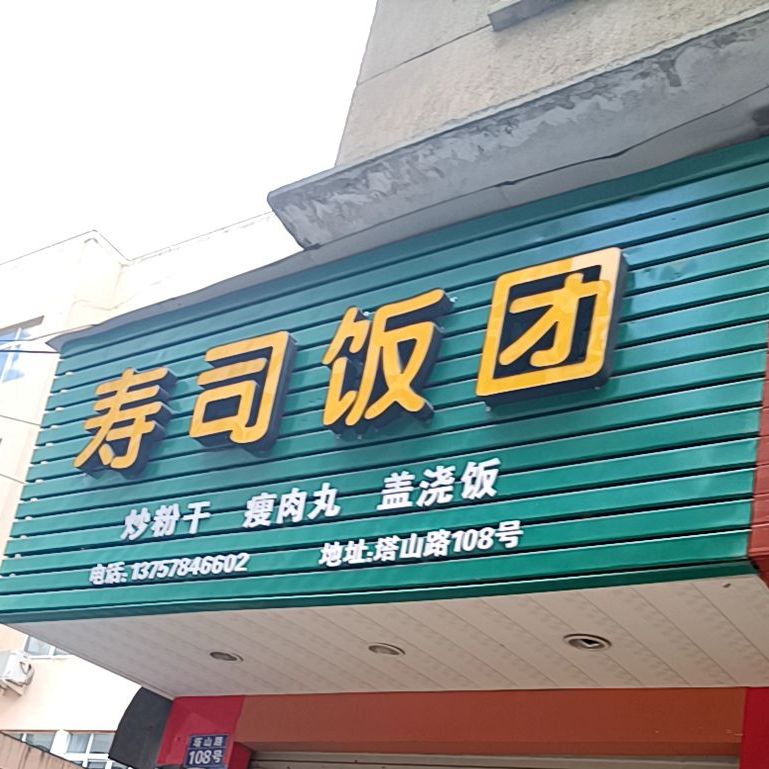 寿司饭团
炒粉干 瘦肉丸 盖浇饭
电话:13757846602 地址:塔山路108号
塔山路
108号